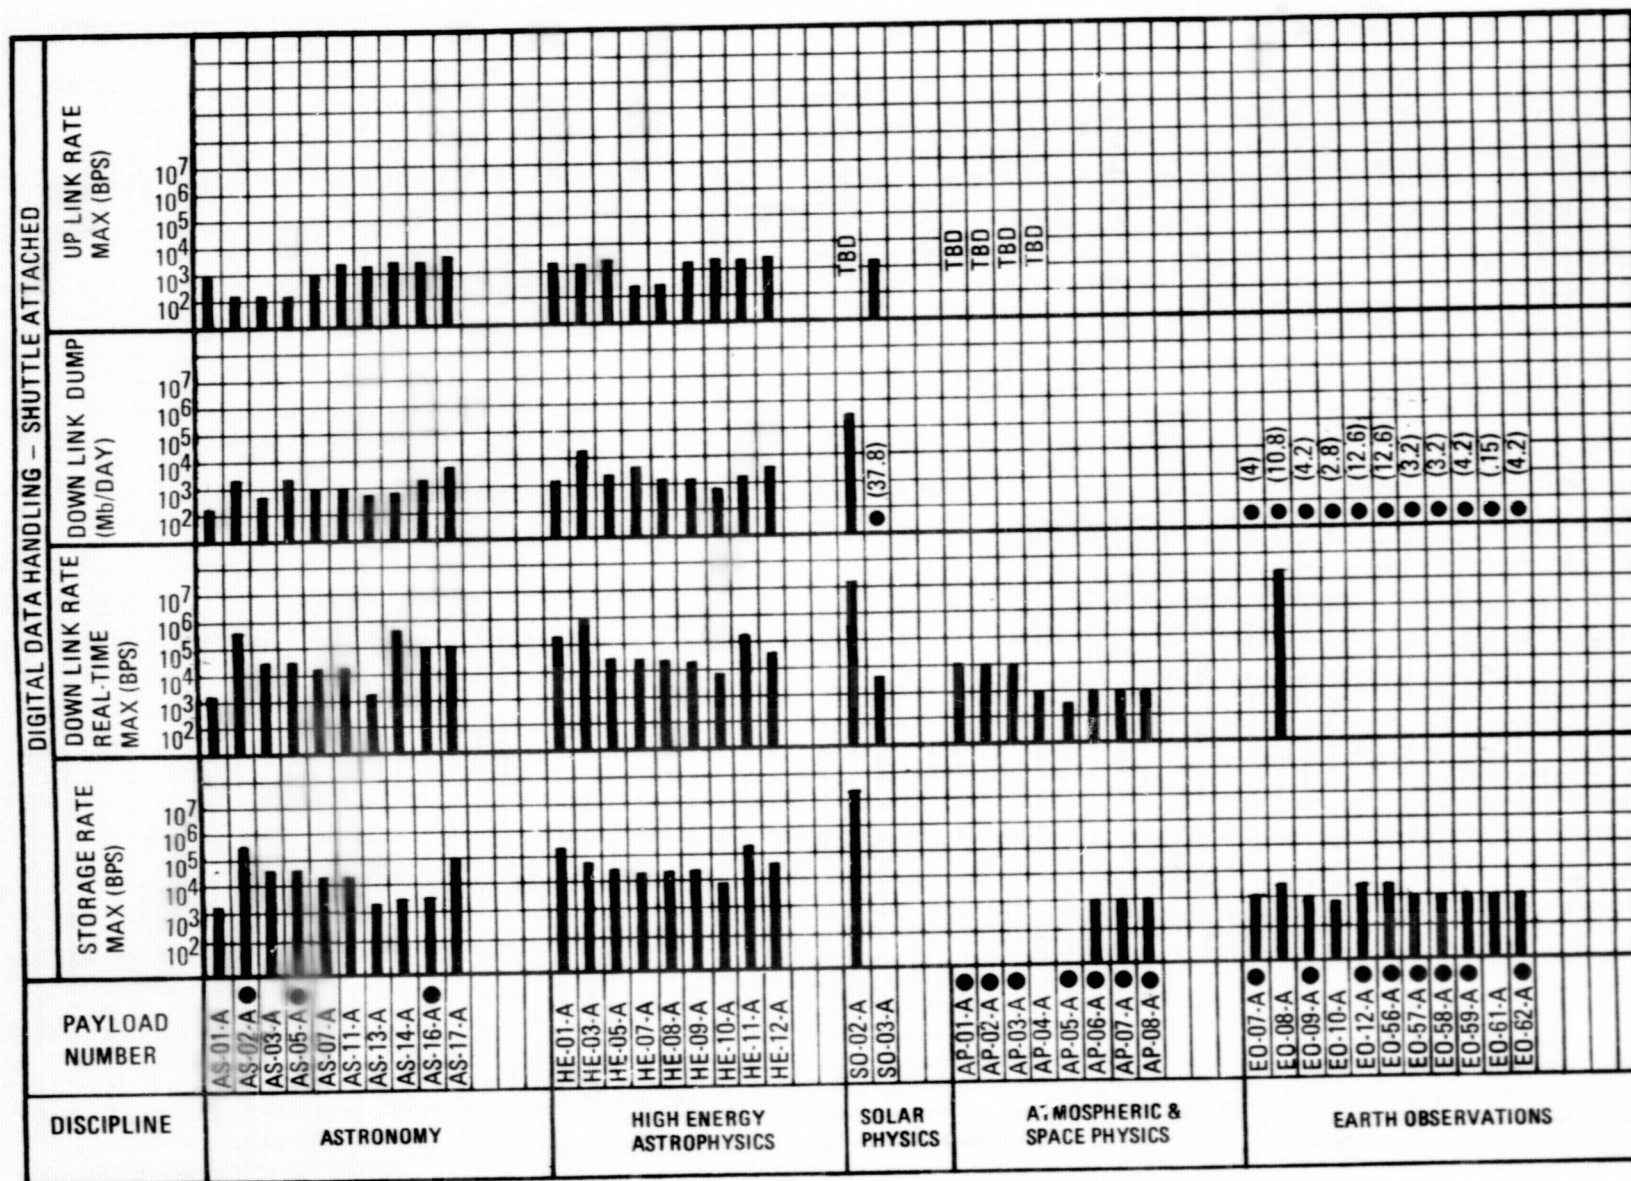 DIGITAL DATA HANDLING – SHUTTLE ATTACHED
UP LINK RATE
MAX (BPS)
10⁷
10⁶
10⁵
10⁴
10³
10²
TBD
TBD
TBD
TBD
TBD
DOWN LINK DUMP
(Mb/DAY)
10⁷
10⁶
10⁵
10⁴
10³
10²
(37.8)
(4)
(10.8)
(4.2)
(2.8)
(12.6)
(12.6)
(3.2)
(3.2)
(4.2)
(.15)
(4.2)
DOWN LINK RATE
REAL-TIME
MAX (BPS)
10⁷
10⁶
10⁵
10⁴
10³
10²
STORAGE RATE
MAX (BPS)
10⁷
10⁶
10⁵
10⁴
10³
10²
PAYLOAD
NUMBER
AS-01-A
AS-02-A
AS-03-A
AS-05-A
AS-07-A
AS-11-A
AS-13-A
AS-14-A
AS-16-A
AS-17-A
HE-01-A
HE-03-A
HE-05-A
HE-07-A
HE-08-A
HE-09-A
HE-10-A
HE-11-A
HE-12-A
SO-02-A
SO-03-A
AP-01-A
AP-02-A
AP-03-A
AP-04-A
AP-05-A
AP-06-A
AP-07-A
AP-08-A
EO-07-A
EO-08-A
EO-09-A
EO-10-A
EO-12-A
EO-56-A
EO-57-A
EO-58-A
EO-59-A
EO-61-A
EO-62-A
DISCIPLINE
ASTRONOMY
HIGH ENERGY
ASTROPHYSICS
SOLAR
PHYSICS
ATMOSPHERIC &
SPACE PHYSICS
EARTH OBSERVATIONS